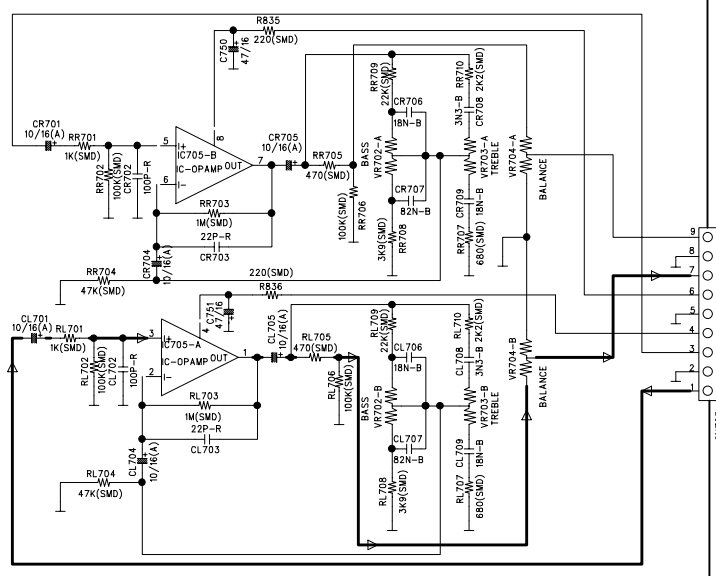 RR835
220(SMD)
C750
47/16
CR701
10/16(A)
RR701
1K(SMD)
RR702
100K(SMD)
CR702
100P-R
5
I+
6
I-
8
IC705-B
IC-OPAMP
OUT
7
CR705
10/16(A)
RR705
470(SMD)
RR703
1M(SMD)
22P-R
CR703
CR704
10/16(A)
RR704
47K(SMD)
100K(SMD)
RR706
RR709
22K(SMD)
CR706
18N-B
BASS
VR702-A
CR707
82N-B
3K9(SMD)
RR708
RR710
2K2(SMD)
3N3-B
CR708
VR703-A
TREBLE
CR709
18N-B
RR707
680(SMD)
VR704-A
BALANCE
9
8
7
6
5
4
3
2
1
220(SMD)
R836
C751
47/16
CL701
10/16(A)
RL701
1K(SMD)
RL702
100K(SMD)
CL702
100P-R
3
I+
2
I-
4
IC705-A
IC-OPAMP
OUT
1
CL705
10/16(A)
RL705
470(SMD)
RL706
100K(SMD)
RL703
1M(SMD)
22P-R
CL703
CL704
10/16(A)
RL704
47K(SMD)
RL709
22K(SMD)
CL706
18N-B
BASS
VR702-B
CL707
82N-B
RL708
3K9(SMD)
RL710
2K2(SMD)
CL708
3N3-B
VR703-B
TREBLE
CL709
18N-B
RL707
680(SMD)
VR704-B
BALANCE